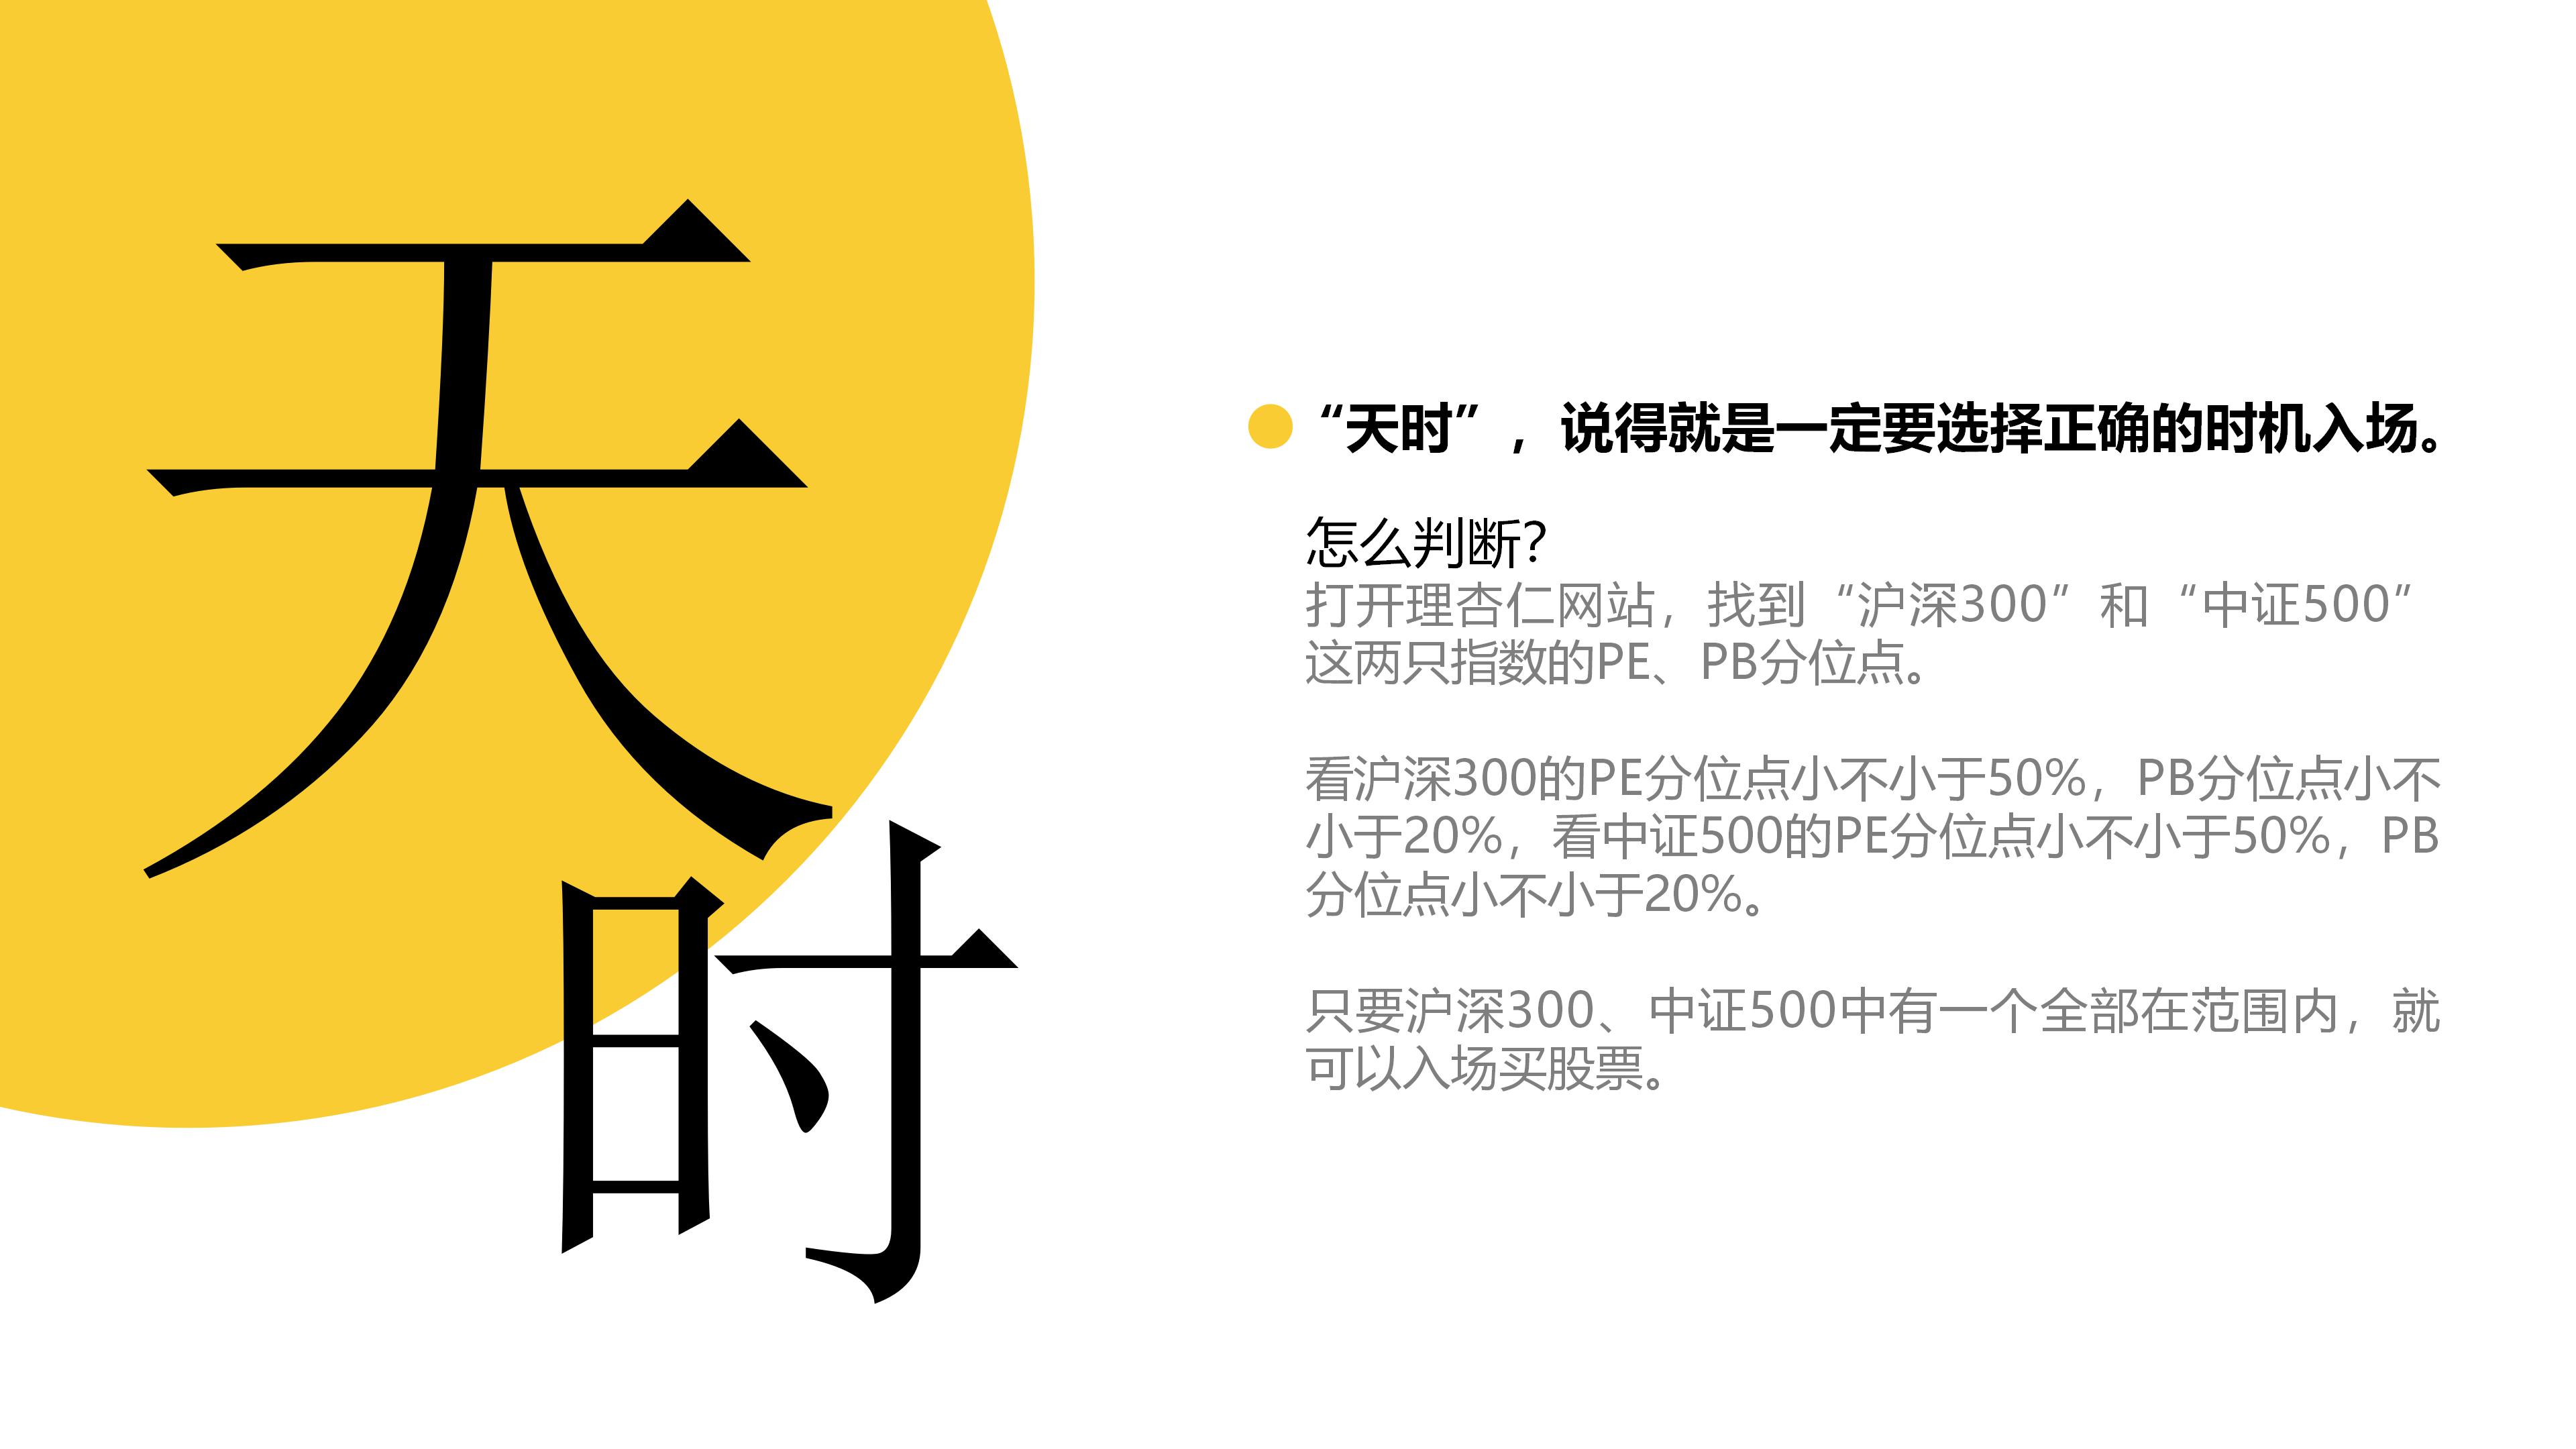 天
时
“天时”，说得就是一定要选择正确的时机入场。
怎么判断？
打开理杏仁网站，找到“沪深300”和“中证500”
这两只指数的PE、PB分位点。
看沪深300的PE分位点小不小于50%，PB分位点小不
小于20%，看中证500的PE分位点小不小于50%，PB
分位点小不小于20%。
只要沪深300、中证500中有一个全部在范围内，就
可以入场买股票。